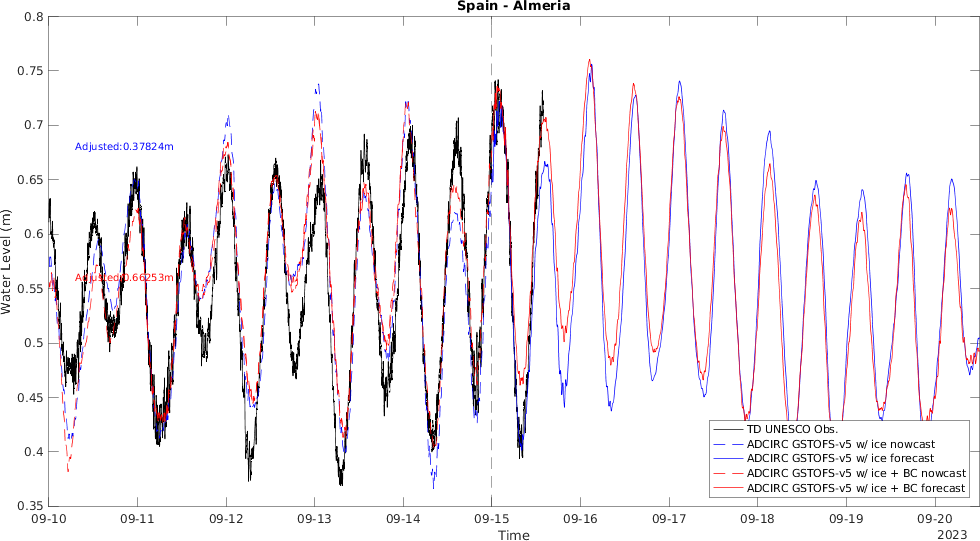 Spain - Almeria
Water Level (m)
0.8
0.75
0.7
0.65
0.6
0.55
0.5
0.45
0.4
0.35
Adjusted:0.37824m
Adjusted:0.66253m
TD UNESCO Obs.
ADCIRC GSTOFS-v5 w/ ice nowcast
ADCIRC GSTOFS-v5 w/ ice forecast
ADCIRC GSTOFS-v5 w/ ice + BC nowcast
ADCIRC GSTOFS-v5 w/ ice + BC forecast
09-10 09-11 09-12 09-13 09-14 09-15 09-16 09-17 09-18 09-19 09-20
Time
2023